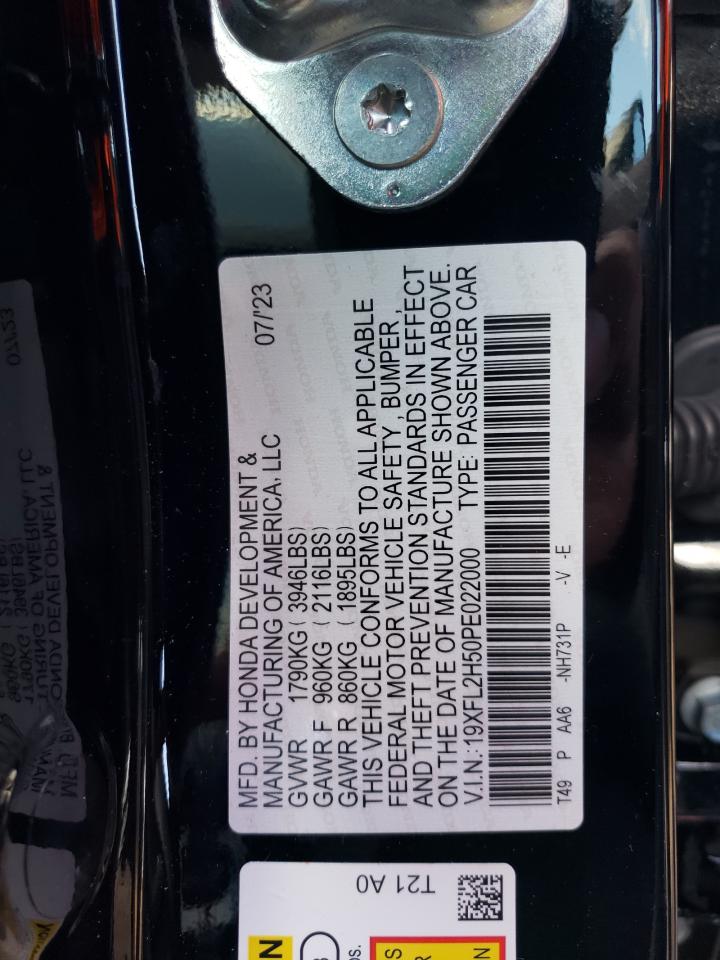 MFD. BY HONDA DEVELOPMENT &
MANUFACTURING OF AMERICA, LLC 07/'23
GVWR 1790KG ( 3946LBS)
GAWR F 960KG ( 2116LBS)
GAWR R 860KG ( 1895LBS)
THIS VEHICLE CONFORMS TO ALL APPLICABLE
FEDERAL MOTOR VEHICLE SAFETY , BUMPER ,
AND THEFT PREVENTION STANDARDS IN EFFECT
ON THE DATE OF MANUFACTURE SHOWN ABOVE.
V.I.N.:19XFL2H50PE022000 TYPE: PASSENGER CAR
T49 P AA6 -NH731P -V -E
T21 A0